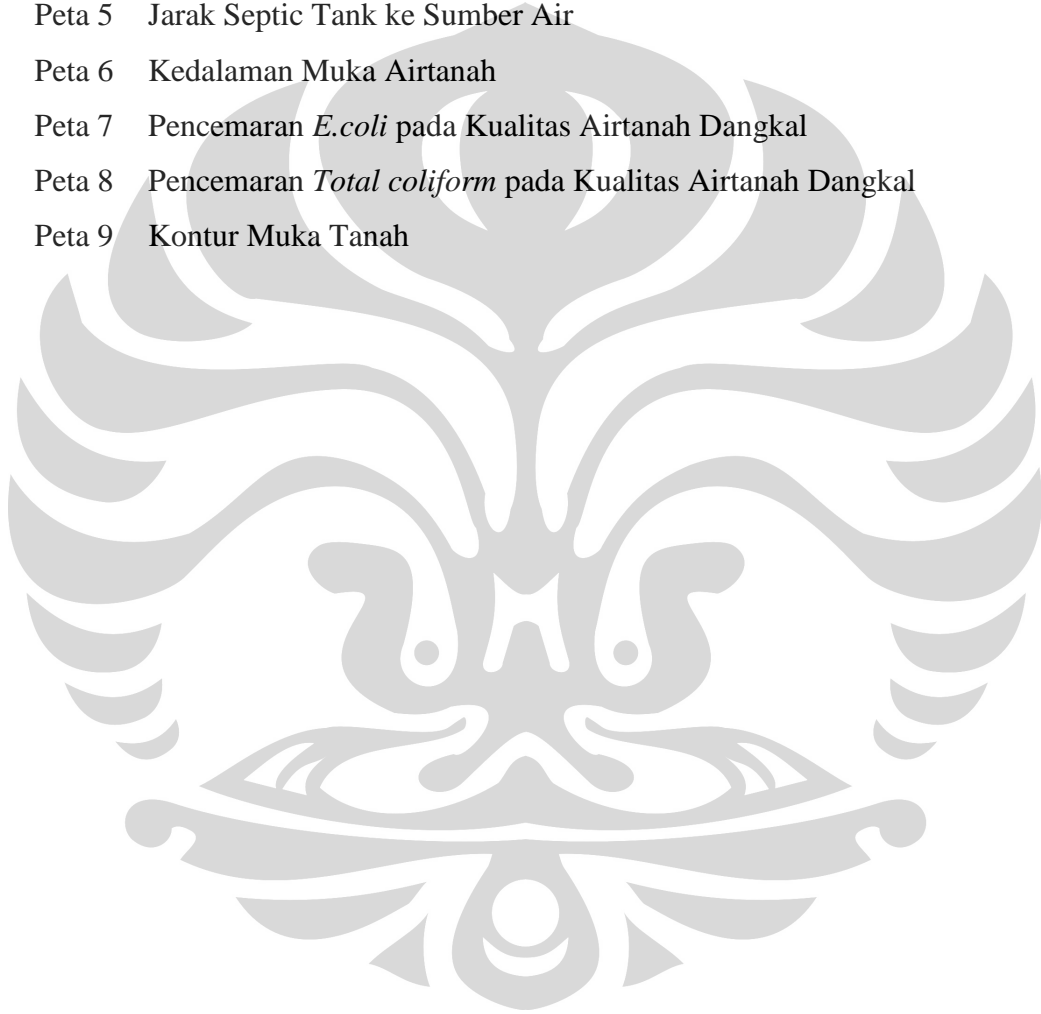 Peta 5 Jarak Septic Tank ke Sumber Air
Peta 6 Kedalaman Muka Airtanah
Peta 7 Pencemaran E.coli pada Kualitas Airtanah Dangkal
Peta 8 Pencemaran Total coliform pada Kualitas Airtanah Dangkal
Peta 9 Kontur Muka Tanah